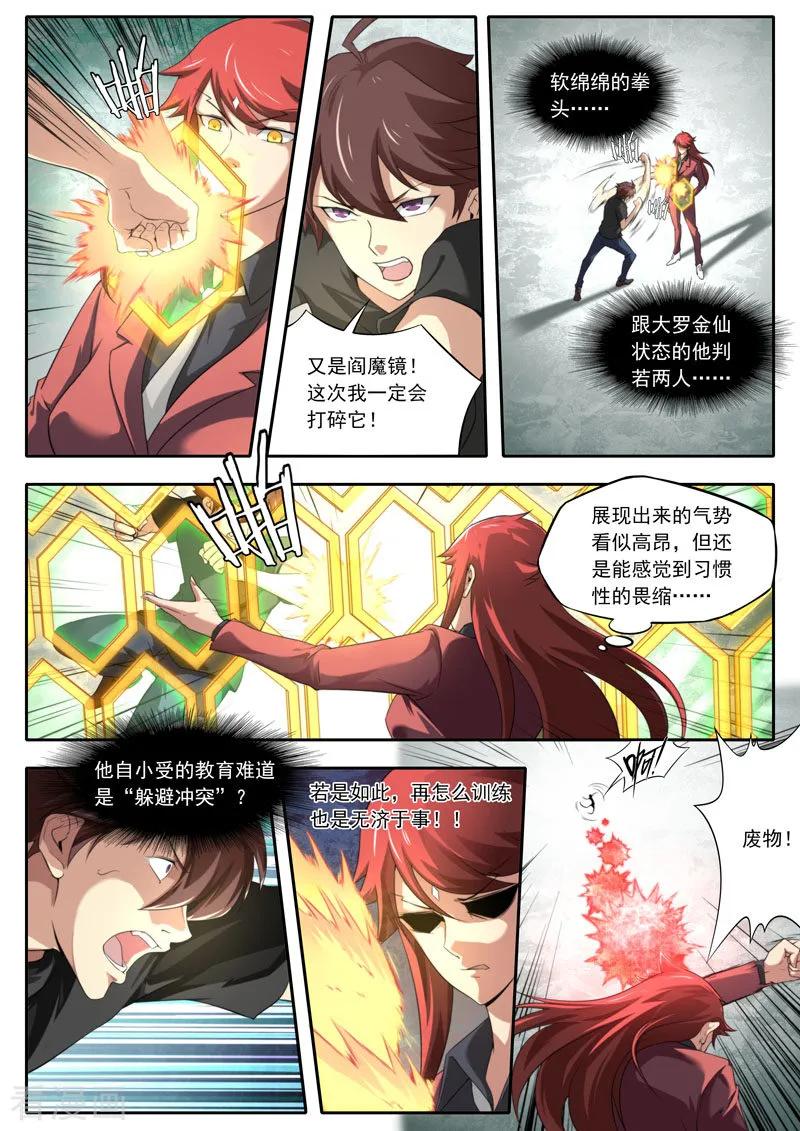 又是阎魔镜！
这次我一定会
打碎它！
软绵绵的拳
头……
跟大罗金仙
状态的他判
若两人……
展现出来的气势
看似高昂，但还
是能感觉到习惯
性的畏缩……
他自小受的教育难道
是“躲避冲突”？
若是如此，再怎么训练
也是无济于事！！
啊!
废物！
看漫画